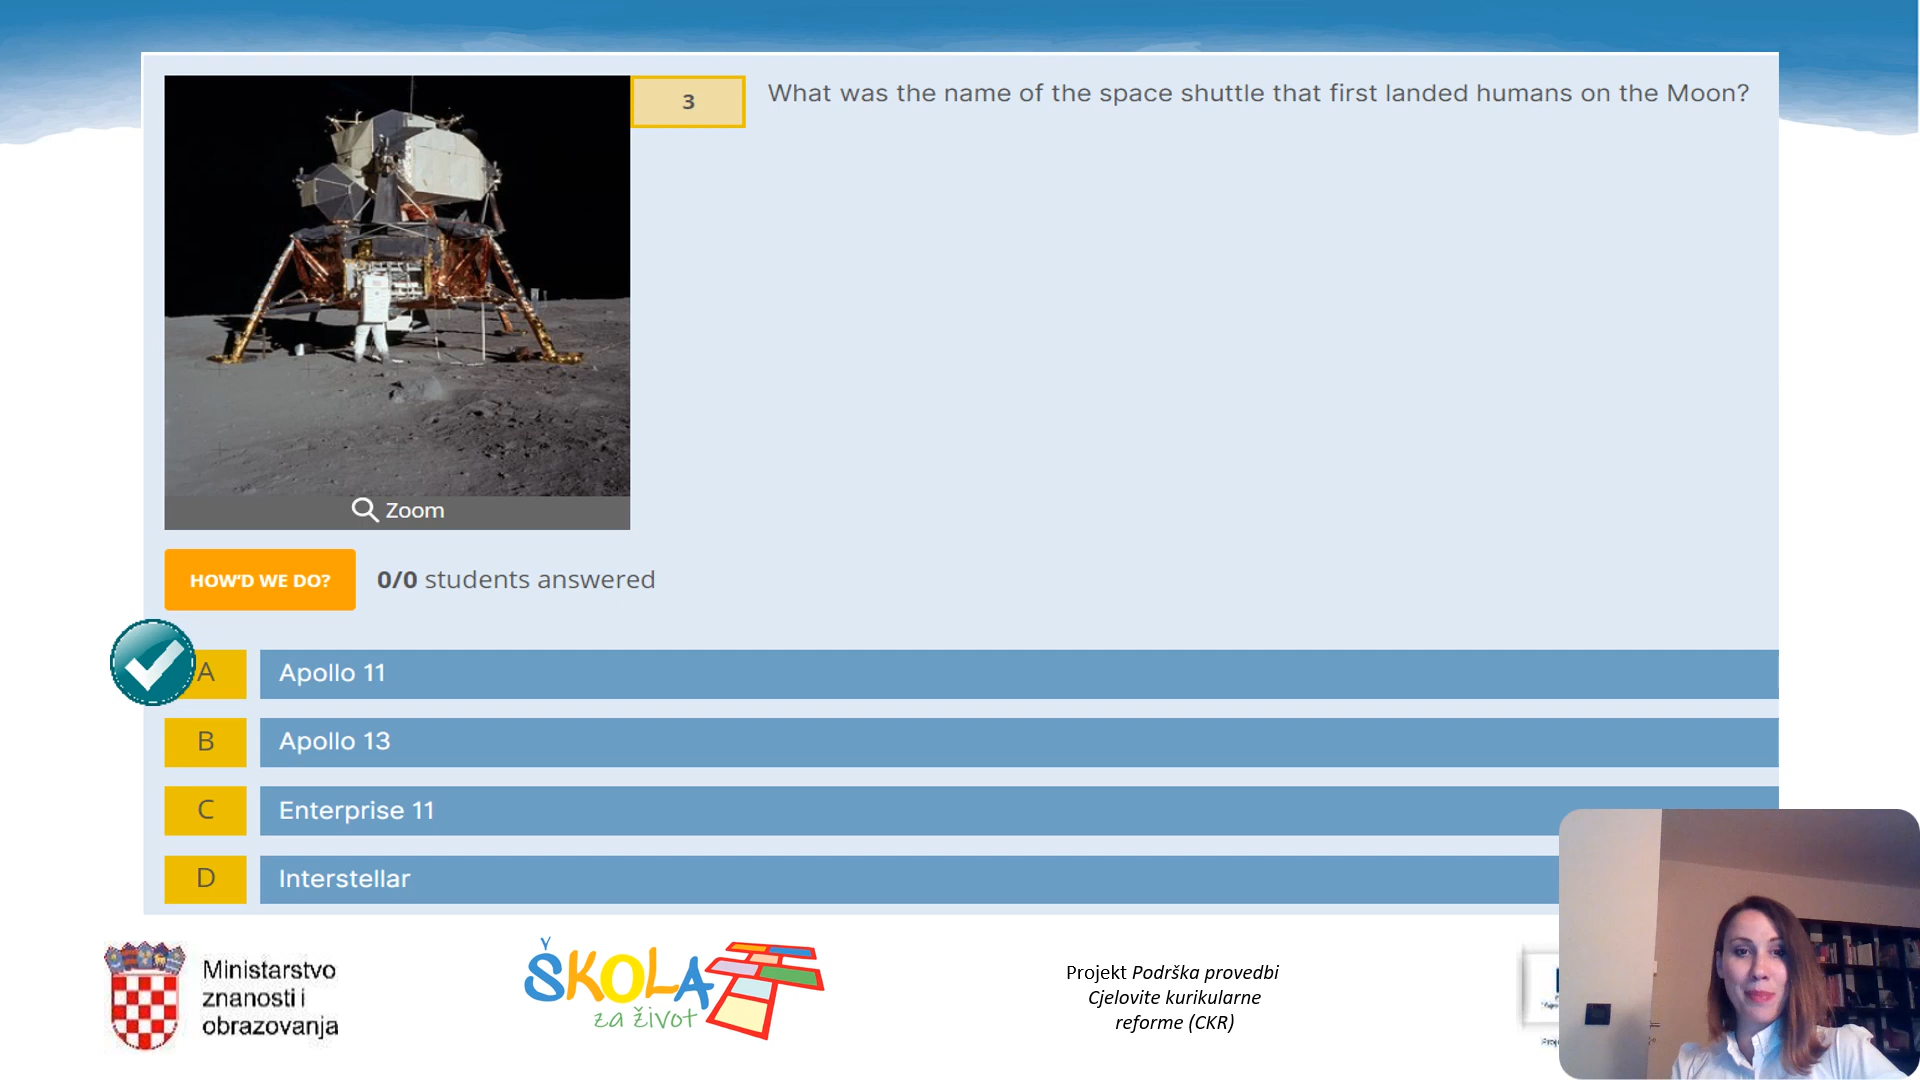 3
What was the name of the space shuttle that first landed humans on the Moon?
Zoom
HOW'D WE DO?
0/0 students answered
A
Apollo 11
B
Apollo 13
C
Enterprise 11
D
Interstellar
Ministarstvo
znanosti i
obrazovanja
ŠKOLA
za život
Projekt Podrška provedbi
Cjelovite kurikularne
reforme (CKR)